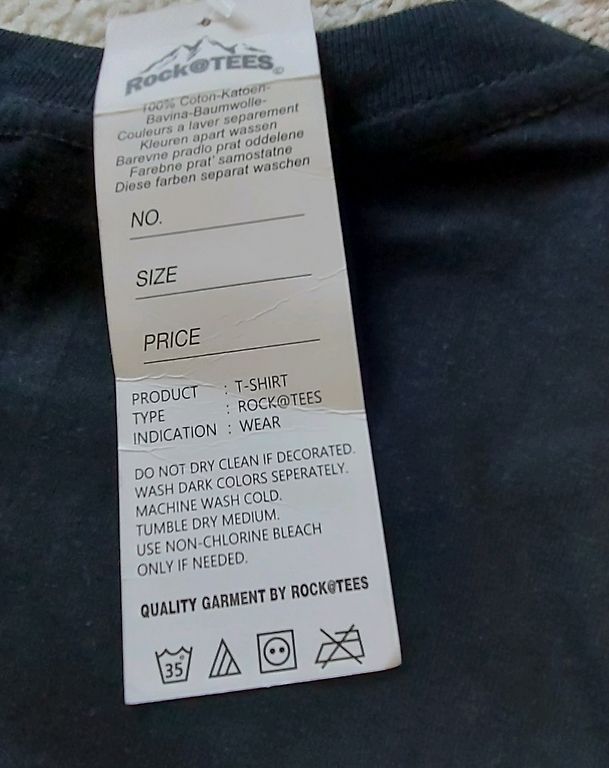 Rock@TEES©
100% Coton-Katoen-
Bavina-Baumwolle-
Couleurs a laver separement
Kleuren apart wassen
Barevne pradlo prat oddelene
Farebne prat' samostatne
Diese farben separat waschen
NO.
SIZE
PRICE
PRODUCT : T-SHIRT
TYPE : ROCK@TEES
INDICATION : WEAR
DO NOT DRY CLEAN IF DECORATED.
WASH DARK COLORS SEPERATELY.
MACHINE WASH COLD.
TUMBLE DRY MEDIUM.
USE NON-CHLORINE BLEACH
ONLY IF NEEDED.
QUALITY GARMENT BY ROCK@TEES
35°